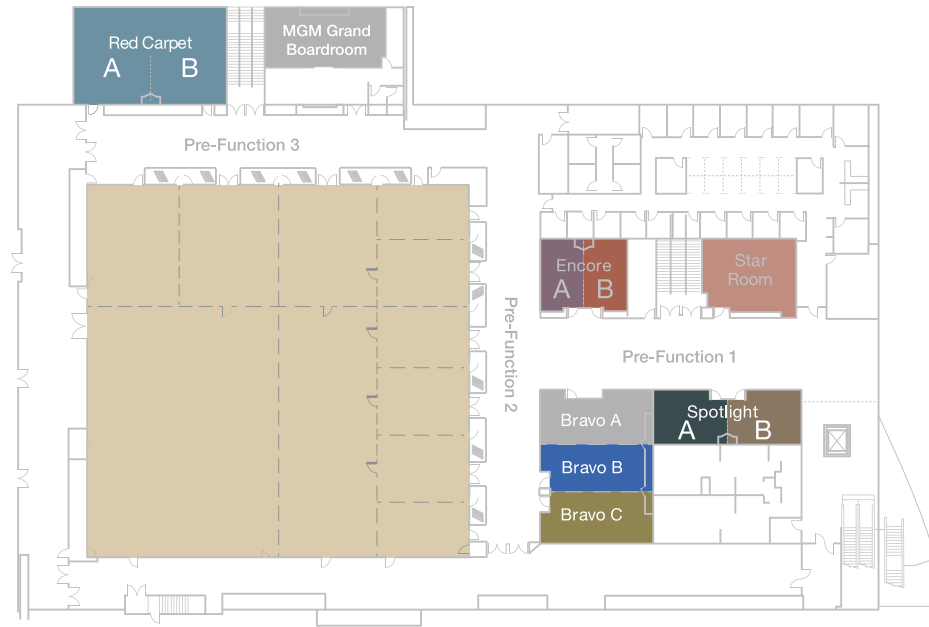 Red Carpet
A B
MGM Grand
Boardroom
Pre-Function 3
Encore
A B
Star
Room
Pre-Function 2
Pre-Function 1
Bravo A
Spotlight
A B
Bravo B
Bravo C